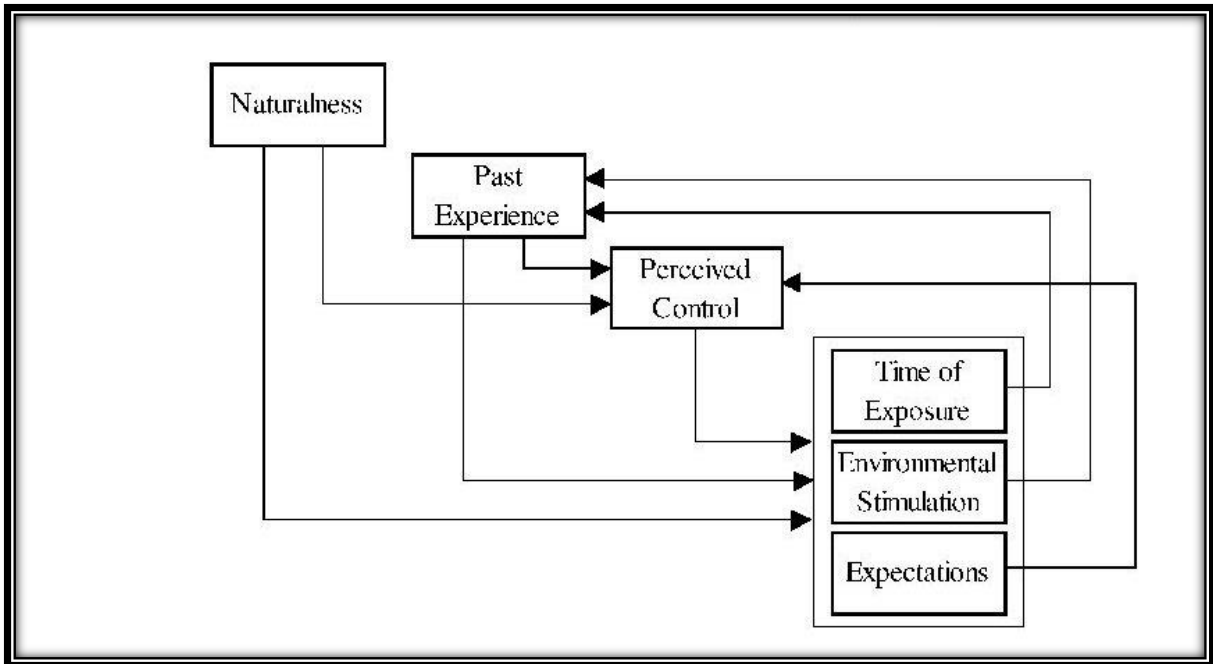 Naturalness
Past
Experience
Perceived
Control
Time of
Exposure
Environmental
Stimulation
Expectations